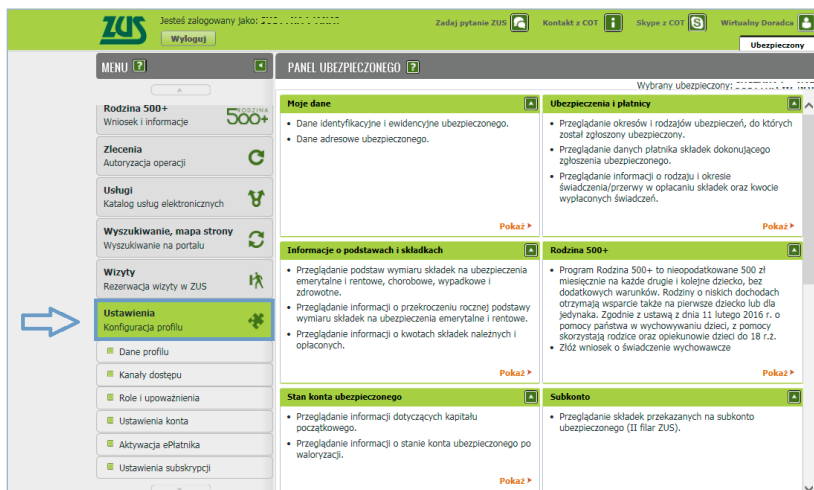 ZUS
Jesteś zalogowany jako:
Wyloguj
Zadaj pytanie ZUS
Kontakt z COT
Skype z COT
Wirtualny Doradca
Ubezpieczony
MENU
Rodzina 500+
Wniosek i informacje
RODZINA
500+
Zlecenia
Autoryzacja operacji
Usługi
Katalog usług elektronicznych
Wyszukiwanie, mapa strony
Wyszukiwanie na portalu
Wizyty
Rezerwacja wizyty w ZUS
Ustawienia
Konfiguracja profilu
Dane profilu
Kanały dostępu
Role i upoważnienia
Ustawienia konta
Aktywacja ePłatnika
Ustawienia subskrypcji
PANEL UBEZPIECZONEGO
Wybrany ubezpieczony:
Moje dane
• Dane identyfikacyjne i ewidencyjne ubezpieczonego.
• Dane adresowe ubezpieczonego.
Pokaż
Ubezpieczenia i płatnicy
• Przeglądanie okresów i rodzajów ubezpieczeń, do których
został zgłoszony ubezpieczony.
• Przeglądanie danych płatnika składek dokonującego
zgłoszenia ubezpieczonego.
• Przeglądanie informacji o rodzaju i okresie
świadczenia/przerwy w opłacaniu składek oraz kwocie
wypłaconych świadczeń.
Pokaż
Informacje o podstawach i składkach
• Przeglądanie podstaw wymiaru składek na ubezpieczenia
emerytalne i rentowe, chorobowe, wypadkowe i
zdrowotne.
• Przeglądanie informacji o przekroczeniu rocznej podstawy
wymiaru składek na ubezpieczenia emerytalne i rentowe.
• Przeglądanie informacji o kwotach składek należnych i
opłaconych.
Pokaż
Rodzina 500+
• Program Rodzina 500+ to nieopodatkowane 500 zł
miesięcznie na każde drugie i kolejne dziecko, bez
dodatkowych warunków. Rodziny o niskich dochodach
otrzymają wsparcie także na pierwsze dziecko lub dla
jedynaka. Zgodnie z ustawą z dnia 11 lutego 2016 r. o
pomocy państwa w wychowywaniu dzieci, z pomocy
skorzystają rodzice oraz opiekunowie dzieci do 18 r.ż.
• Złóż wniosek o świadczenie wychowawcze
Pokaż
Stan konta ubezpieczonego
• Przeglądanie informacji dotyczących kapitału
początkowego.
• Przeglądanie informacji o stanie konta ubezpieczonego po
waloryzacji.
Pokaż
Subkonto
• Przeglądanie składek przekazanych na subkonto
ubezpieczonego (II filar ZUS).